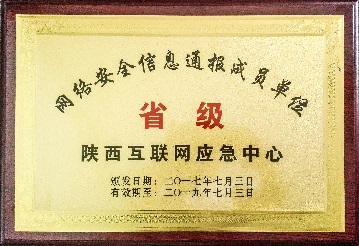 网络安全信息通报成员单位
省级
陕西互联网应急中心
颁发日期：二〇一七年七月三日
有效期至：二〇一九年七月三日